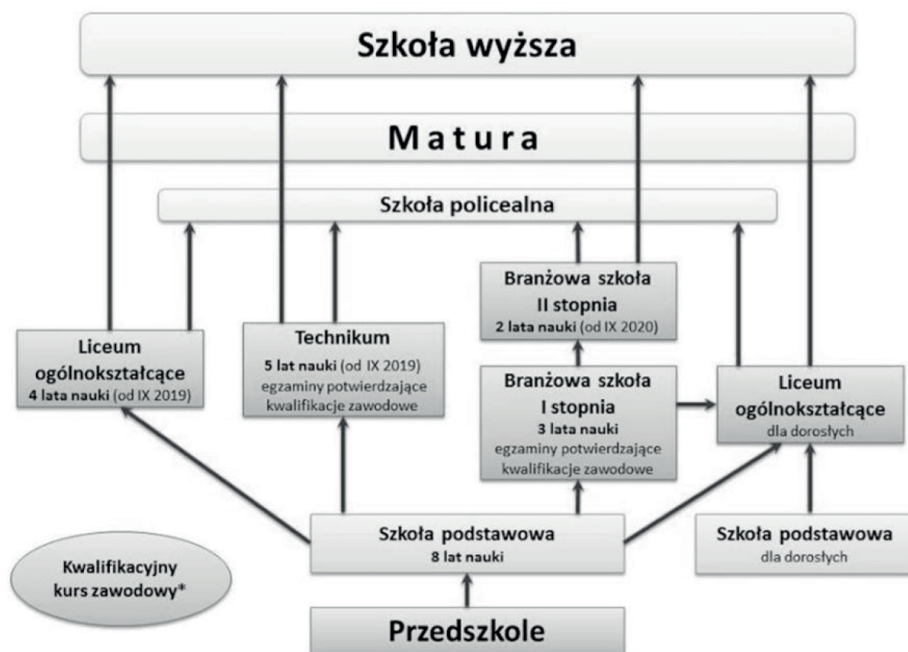 Szkoła wyższa
Matura
Szkoła policealna
Branżowa szkoła
II stopnia
2 lata nauki (od IX 2020)
Liceum
ogólnokształcące
4 lata nauki (od IX 2019)
Technikum
5 lat nauki (od IX 2019)
egzaminy potwierdzające
kwalifikacje zawodowe
Branżowa szkoła
I stopnia
3 lata nauki
egzaminy potwierdzające
kwalifikacje zawodowe
Liceum
ogólnokształcące
dla dorosłych
Szkoła podstawowa
8 lat nauki
Szkoła podstawowa
dla dorosłych
Kwalifikacyjny
kurs zawodowy*
Przedszkole